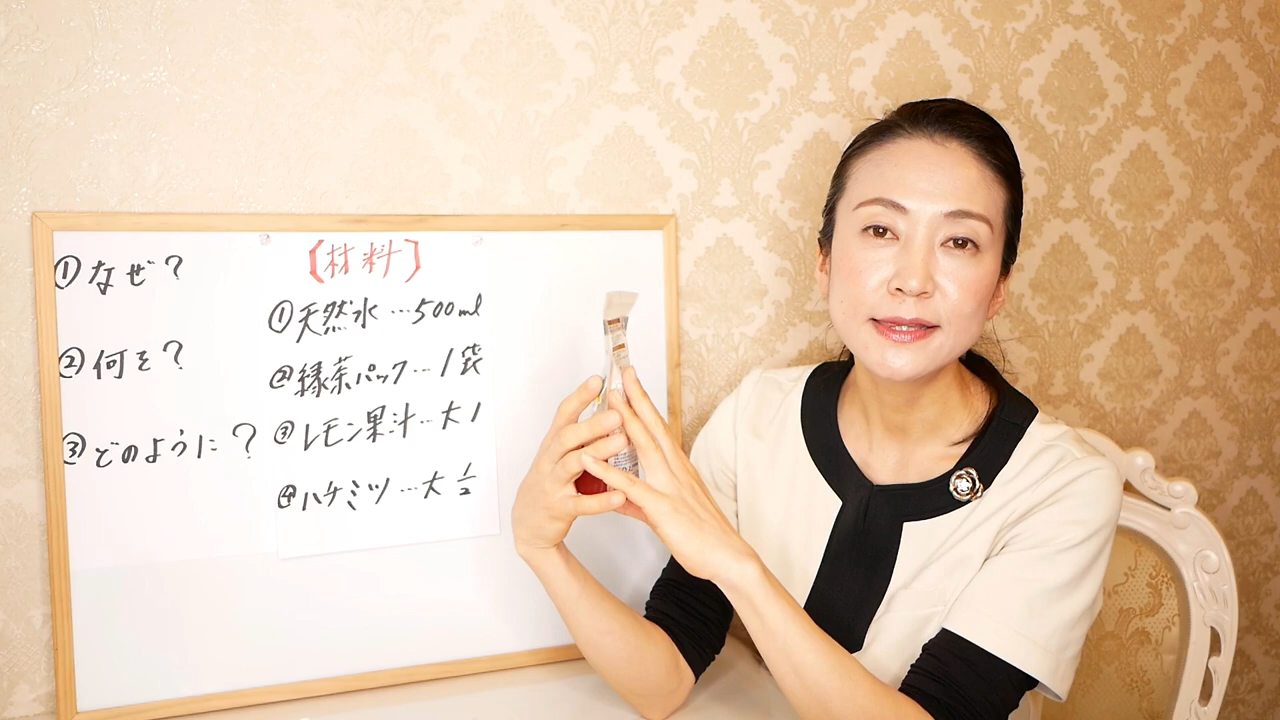 ①なぜ?
②何を?
③どのように?
【材料】
①天然水…500ml
②緑茶パック…1袋
③レモン果汁…大1
④ハチミツ…大1/2